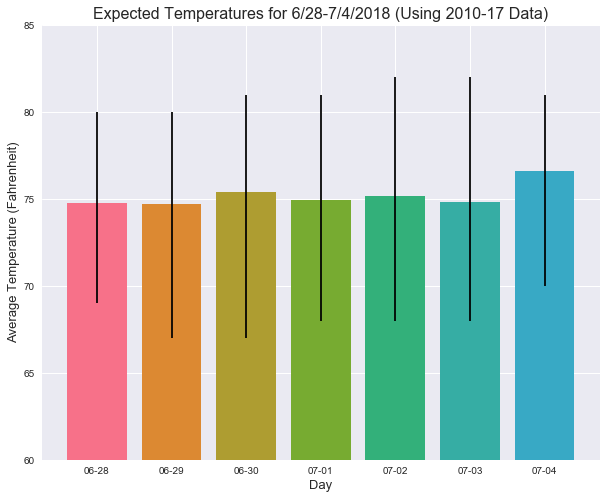 Expected Temperatures for 6/28-7/4/2018 (Using 2010-17 Data)
85
80
75
70
65
60
Average Temperature (Fahrenheit)
06-28 06-29 06-30 07-01 07-02 07-03 07-04
Day